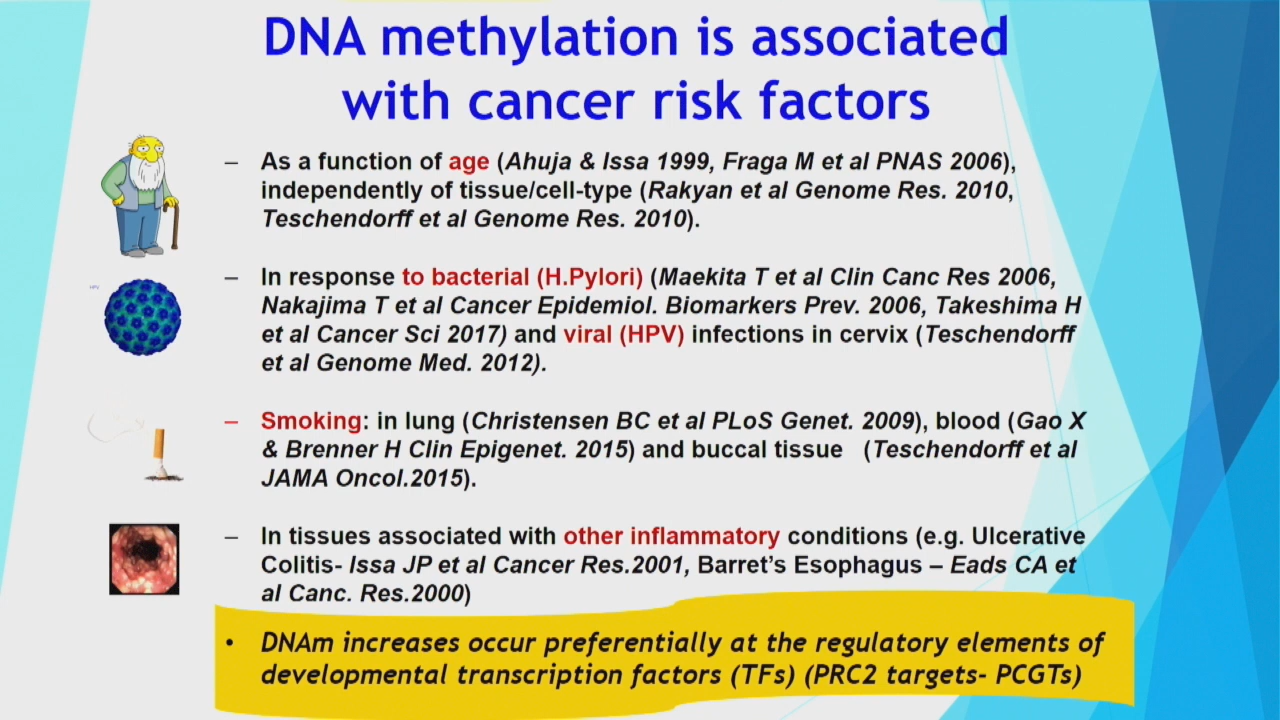 DNA methylation is associated
with cancer risk factors
– As a function of age (Ahuja & Issa 1999, Fraga M et al PNAS 2006),
independently of tissue/cell-type (Rakyan et al Genome Res. 2010,
Teschendorff et al Genome Res. 2010).
HPV
– In response to bacterial (H.Pylori) (Maekita T et al Clin Canc Res 2006,
Nakajima T et al Cancer Epidemiol. Biomarkers Prev. 2006, Takeshima H
et al Cancer Sci 2017) and viral (HPV) infections in cervix (Teschendorff
et al Genome Med. 2012).
– Smoking: in lung (Christensen BC et al PLoS Genet. 2009), blood (Gao X
& Brenner H Clin Epigenet. 2015) and buccal tissue (Teschendorff et al
JAMA Oncol.2015).
– In tissues associated with other inflammatory conditions (e.g. Ulcerative
Colitis- Issa JP et al Cancer Res.2001, Barret’s Esophagus – Eads CA et
al Canc. Res.2000)
• DNAm increases occur preferentially at the regulatory elements of
developmental transcription factors (TFs) (PRC2 targets- PCGTs)